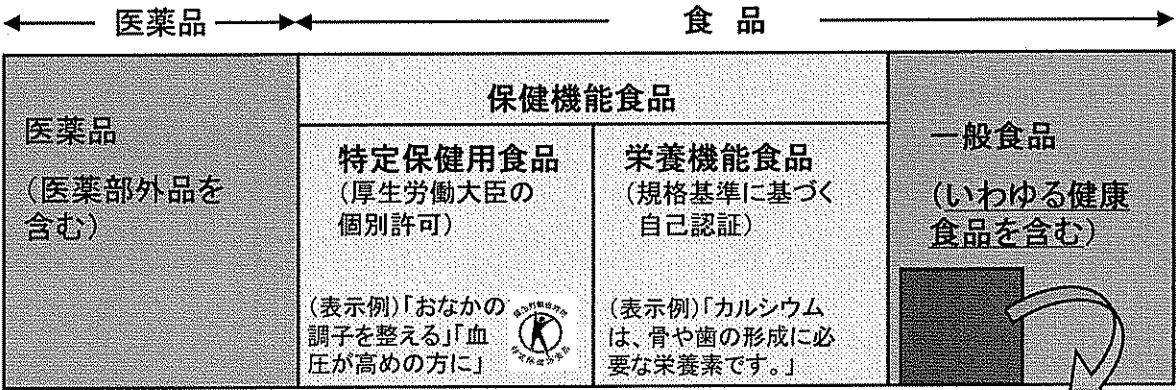 医薬品
食 品
医薬品
(医薬部外品を
含む)
保健機能食品
特定保健用食品
(厚生労働大臣の
個別許可)
(表示例)「おなかの
調子を整える」「血
圧が高めの方に」
栄養機能食品
(規格基準に基づく
自己認証)
(表示例)「カルシウム
は、骨や歯の形成に必
要な栄養素です。」
一般食品
(いわゆる健康
食品を含む)